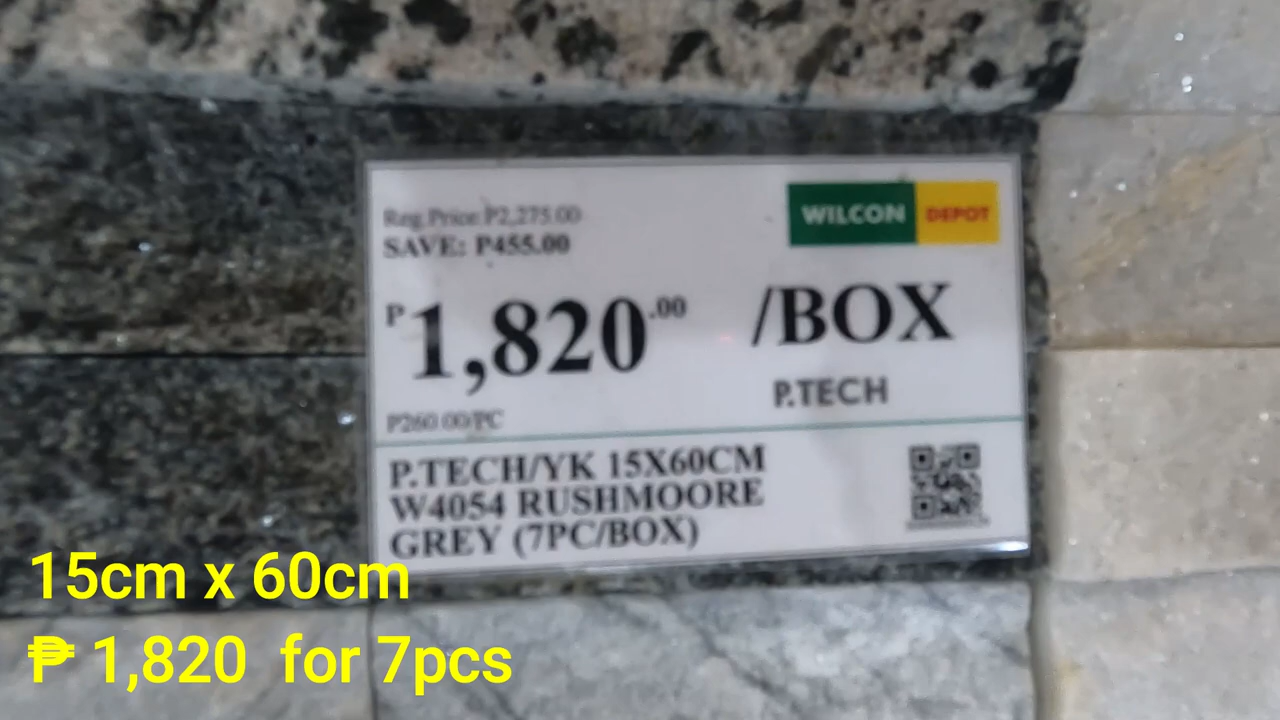 Reg.Price:P2,275.00
SAVE: P455.00
WILCON DEPOT
P1,820.00 /BOX
P.TECH
P260.00/PC
P.TECH/YK 15X60CM
W4054 RUSHMOORE
GREY (7PC/BOX)
15cm x 60cm
₱ 1,820 for 7pcs